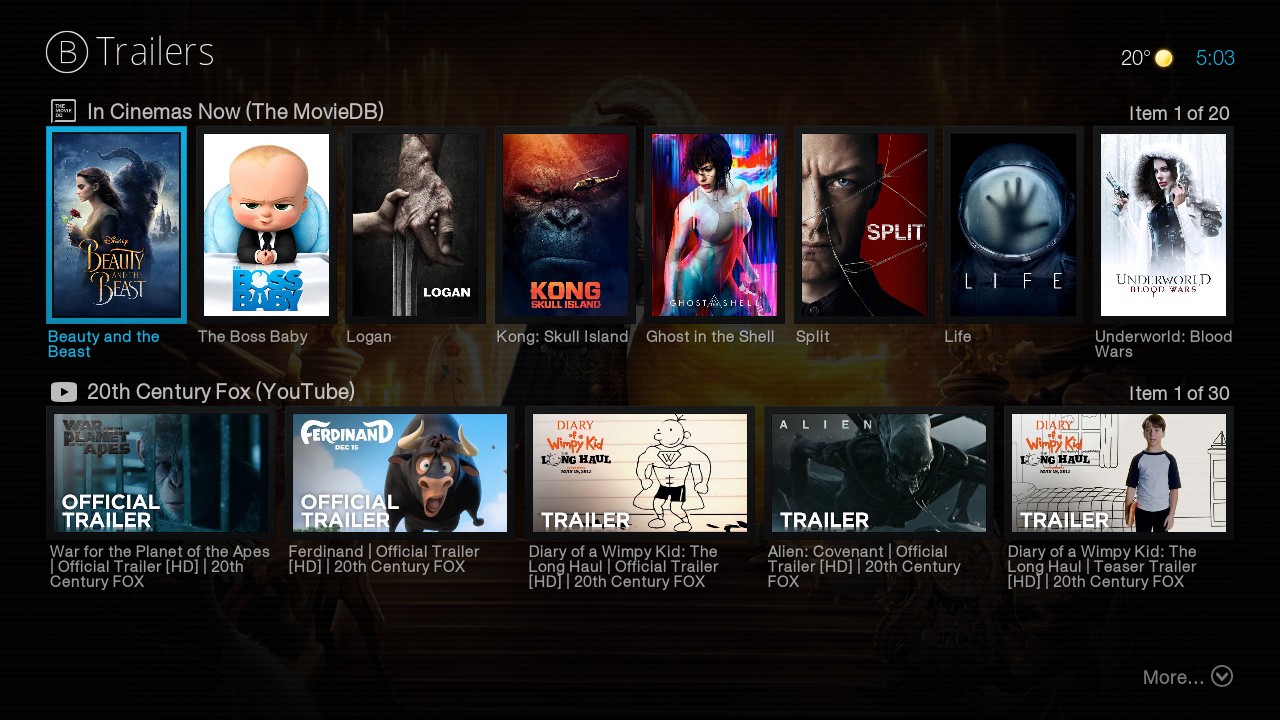 B Trailers
20° 5:03
THE MOVIE DB In Cinemas Now (The MovieDB)
Item 1 of 20
Disney
BEAUTY
AND THE
BEAST
THE
BOSS
BABY
LOGAN
KONG
SKULL ISLAND
GHOST IN THE SHELL
SPLIT
LIFE
UNDERWORLD
BLOOD WARS
Beauty and the
Beast
The Boss Baby
Logan
Kong: Skull Island
Ghost in the Shell
Split
Life
Underworld: Blood
Wars
20th Century Fox (YouTube)
Item 1 of 30
WAR FOR THE
PLANET OF THE
APES
OFFICIAL
TRAILER
FERDINAND
DEC 15
OFFICIAL
TRAILER
DIARY
of a
Wimpy Kid
THE
LONG HAUL
TRAILER
ALIEN
TRAILER
DIARY
of a
Wimpy Kid
THE
LONG HAUL
TRAILER
War for the Planet of the Apes
| Official Trailer [HD] | 20th
Century FOX
Ferdinand | Official Trailer
[HD] | 20th Century FOX
Diary of a Wimpy Kid: The
Long Haul | Official Trailer
[HD] | 20th Century FOX
Alien: Covenant | Official
Trailer [HD] | 20th Century
FOX
Diary of a Wimpy Kid: The
Long Haul | Teaser Trailer
[HD] | 20th Century FOX
More...